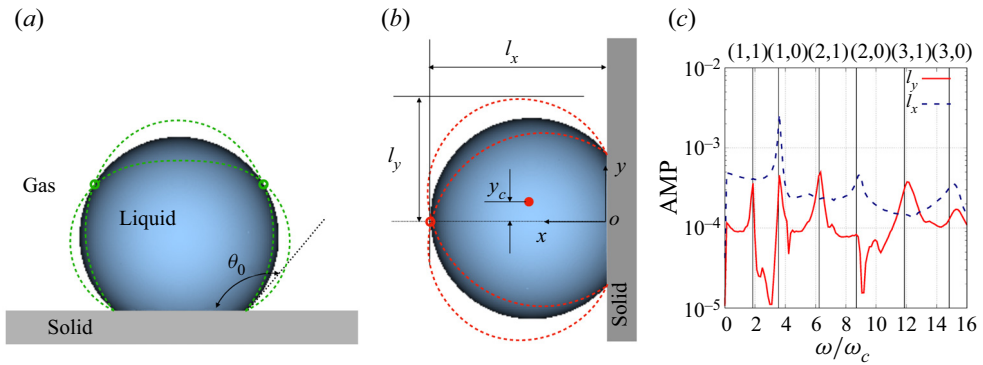 (a)
Gas
Liquid
θ0
Solid
(b)
lx
ly
yc
y
x
o
Solid
(c)
(1,1)(1,0)(2,1) (2,0) (3,1)(3,0)
10−2
10−3
10−4
10−5
AMP
ly
lx
0 2 4 6 8 10 12 14 16
ω/ωc